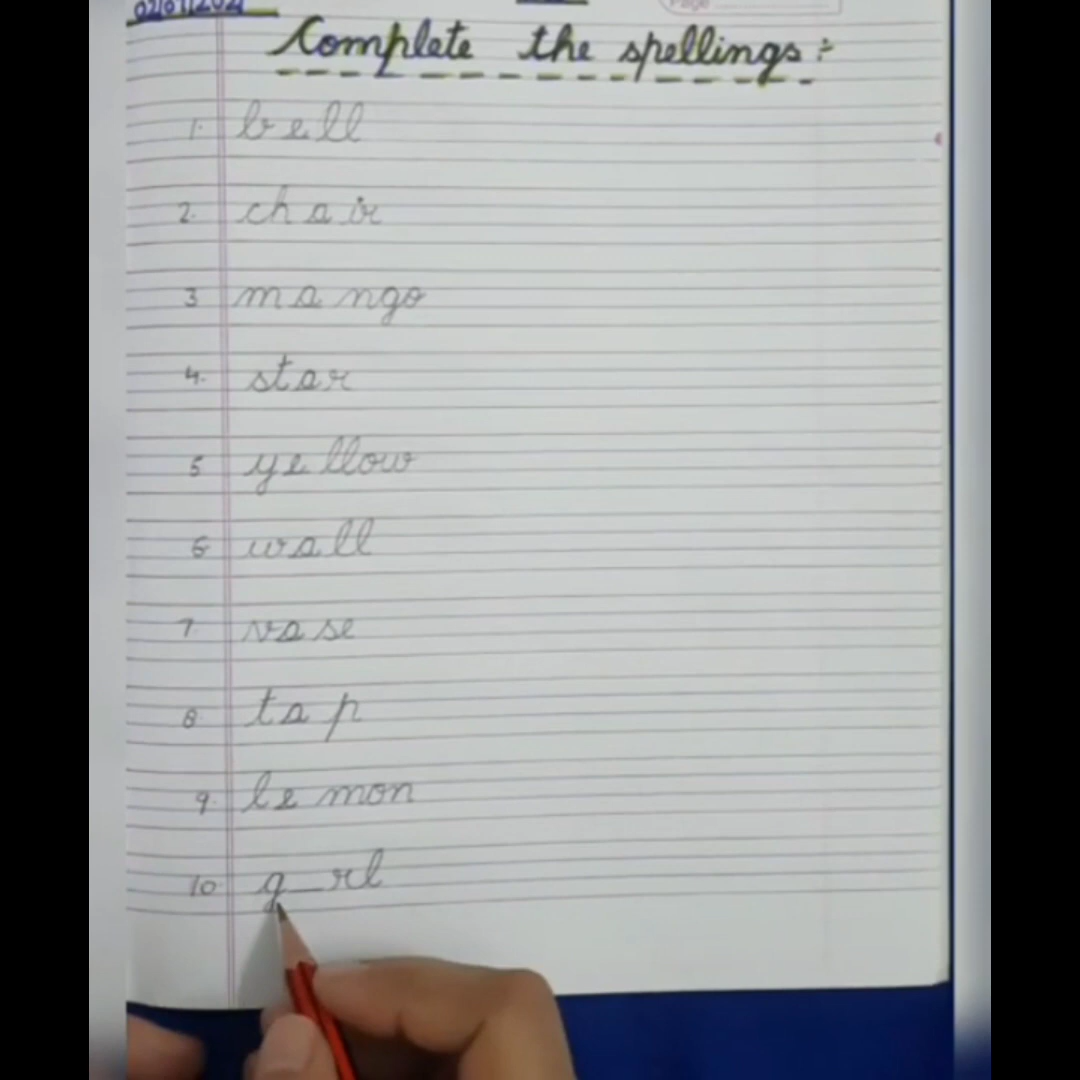 Complete the spellings:
1. bell
2. chair
3 mango
4. star
5 yellow
6 wall
7 vase
8 tap
9. lemon
10 g_rl